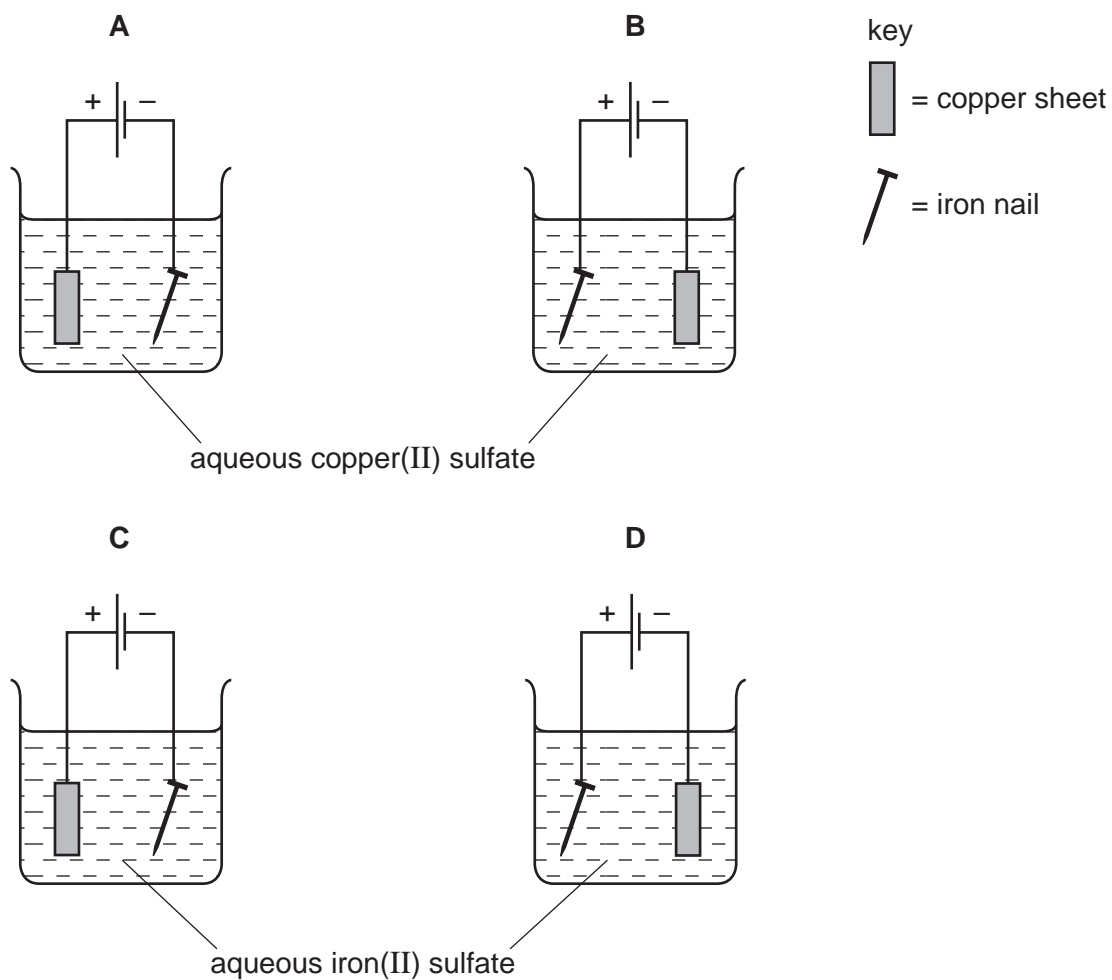 A
B
key
+ −
+ −
= copper sheet
= iron nail
aqueous copper(II) sulfate
C
D
+ −
+ −
aqueous iron(II) sulfate